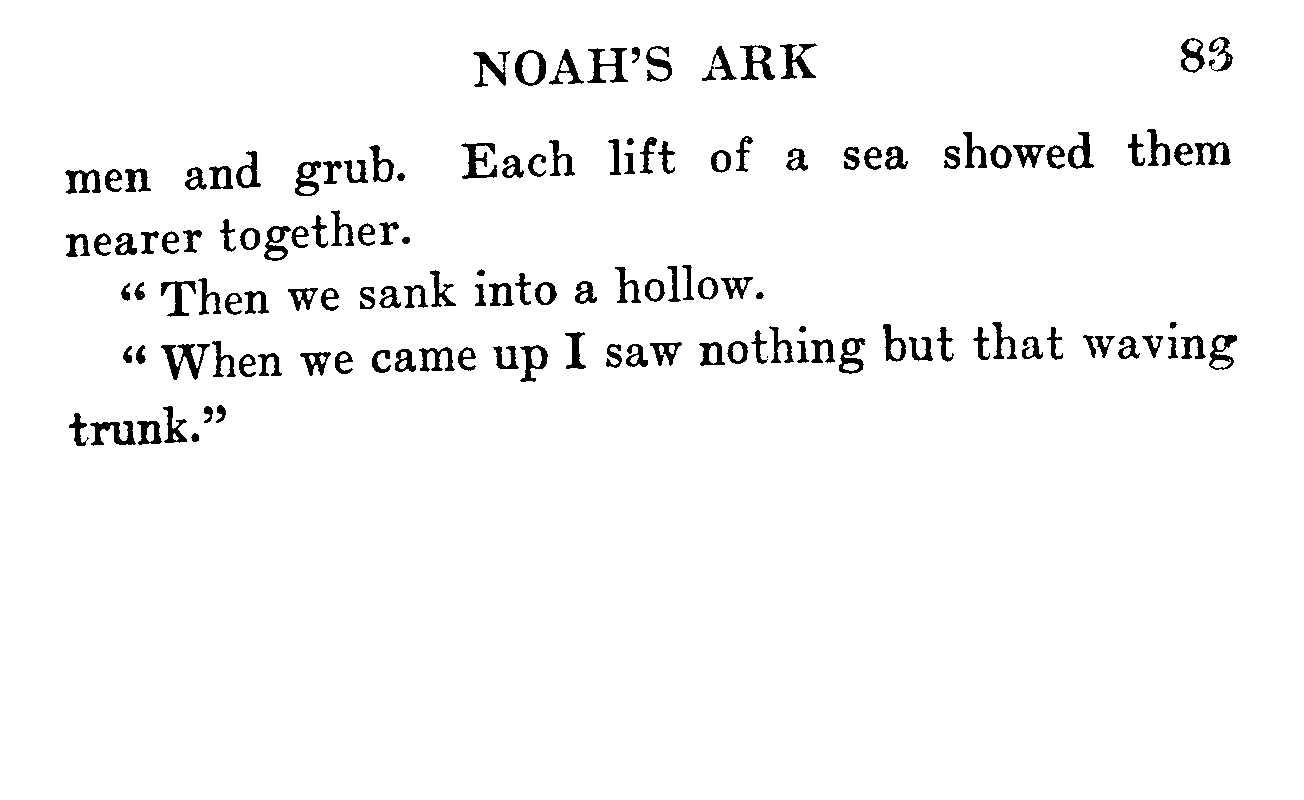 NOAH'S ARK 83
men and grub. Each lift of a sea showed them
nearer together.
“ Then we sank into a hollow.
“ When we came up I saw nothing but that waving
trunk.”